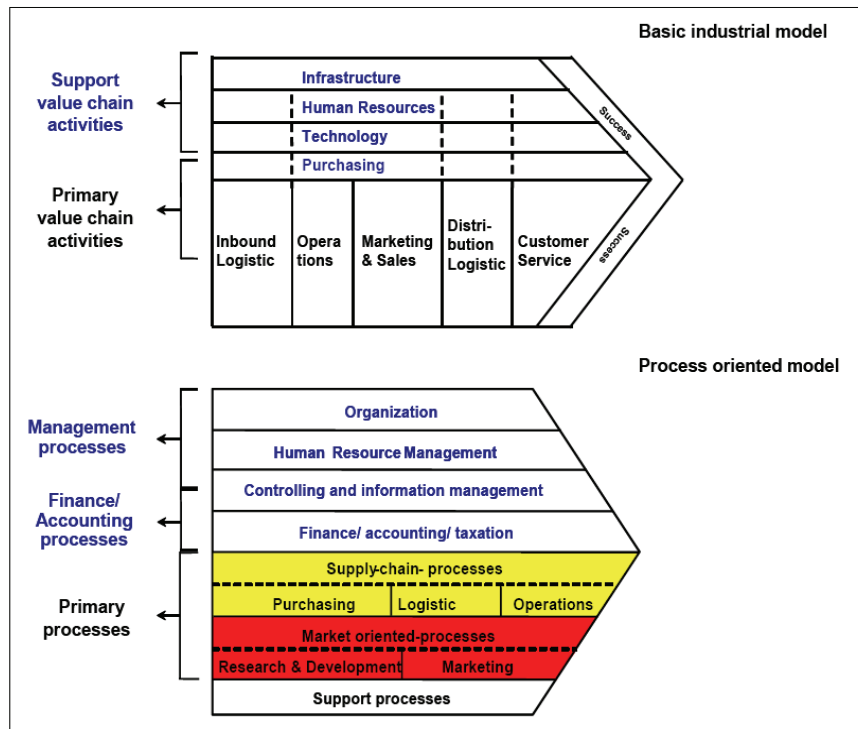 Basic industrial model
Support
value chain
activities
Primary
value chain
activities
Infrastructure
Human Resources
Technology
Purchasing
Inbound
Logistic
Opera
tions
Marketing
& Sales
Distri-
bution
Logistic
Customer
Service
Success
Success
Process oriented model
Management
processes
Finance/
Accounting
processes
Primary
processes
Organization
Human Resource Management
Controlling and information management
Finance/ accounting/ taxation
Supply-chain- processes
Purchasing
Logistic
Operations
Market oriented-processes
Research & Development
Marketing
Support processes